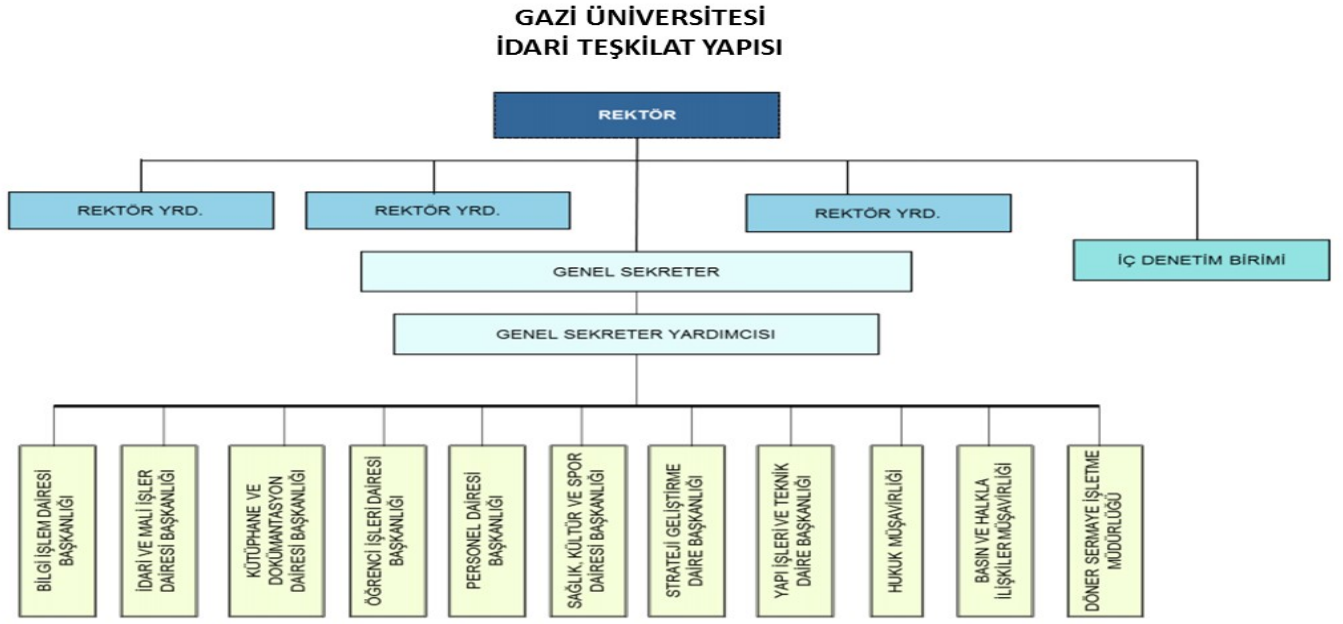 GAZİ ÜNİVERSİTESİ
İDARİ TEŞKİLAT YAPISI
REKTÖR
REKTÖR YRD.
REKTÖR YRD.
REKTÖR YRD.
İÇ DENETİM BİRİMİ
GENEL SEKRETER
GENEL SEKRETER YARDIMCISI
BİLGİ İŞLEM DAİRESİ
BAŞKANLIĞI
İDARİ VE MALİ İŞLER
DAİRESİ BAŞKANLIĞI
KÜTÜPHANE VE
DOKÜMANTASYON
DAİRESİ BAŞKANLIĞI
ÖĞRENCİ İŞLERİ DAİRESİ
BAŞKANLIĞI
PERSONEL DAİRESİ
BAŞKANLIĞI
SAĞLIK, KÜLTÜR VE SPOR
DAİRESİ BAŞKANLIĞI
STRATEJİ GELİŞTİRME
DAİRE BAŞKANLIĞI
YAPI İŞLERİ VE TEKNİK
DAİRE BAŞKANLIĞI
HUKUK MÜŞAVİRLİĞİ
BASIN VE HALKLA
İLİŞKİLER MÜŞAVİRLİĞİ
DÖNER SERMAYE İŞLETME
MÜDÜRLÜĞÜ